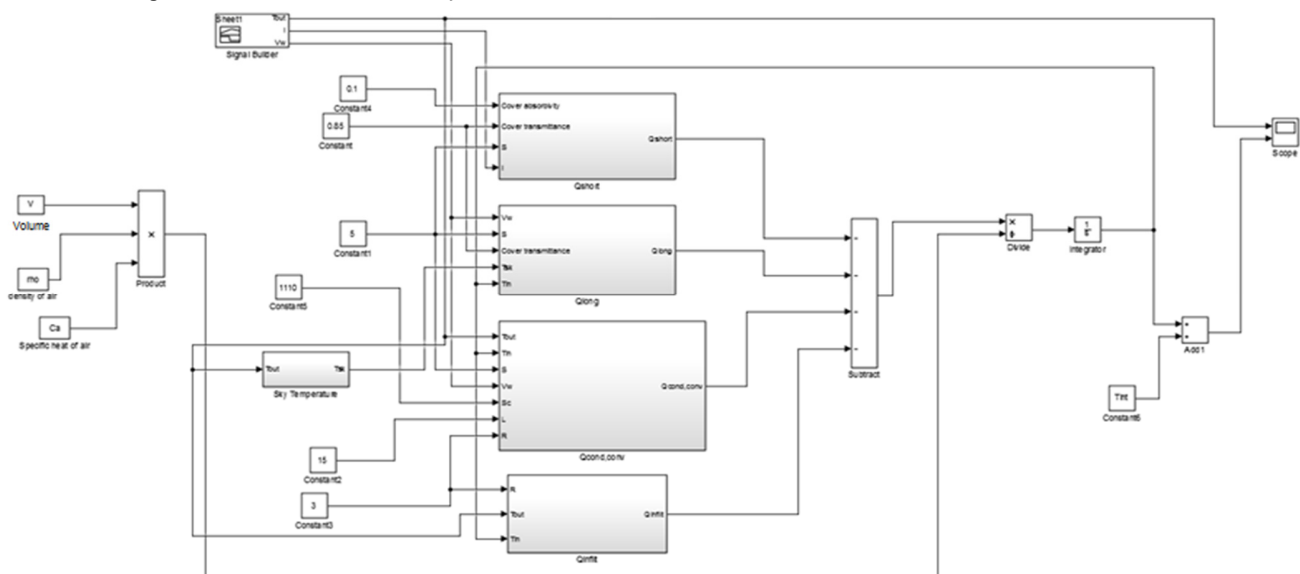 Sheet1
Tout
I
Vw
Signal Builder
0.1
Constant4
0.85
Constant
Cover absorovity
Cover transmittance
S
I
Qshort
Qshort
Scope
V
Volume
mo
density of air
Ca
Specific heat of air
×
Product
5
Constant1
Vw
S
Cover transmittance
Tsk
Tin
Qlong
Qlong
1110
Constant5
Tout
Tsk
Sky Temperature
Tout
Tin
S
Vw
Sc
L
R
Qcond,conv
Qcond,conv
15
Constant2
3
Constant3
R
Tout
Tin
Qinfilt
Qinfilt
-
-
-
-
Subtract
×
÷
Divide
1
s
Integrator
+
+
Add1
Tint
Constant6